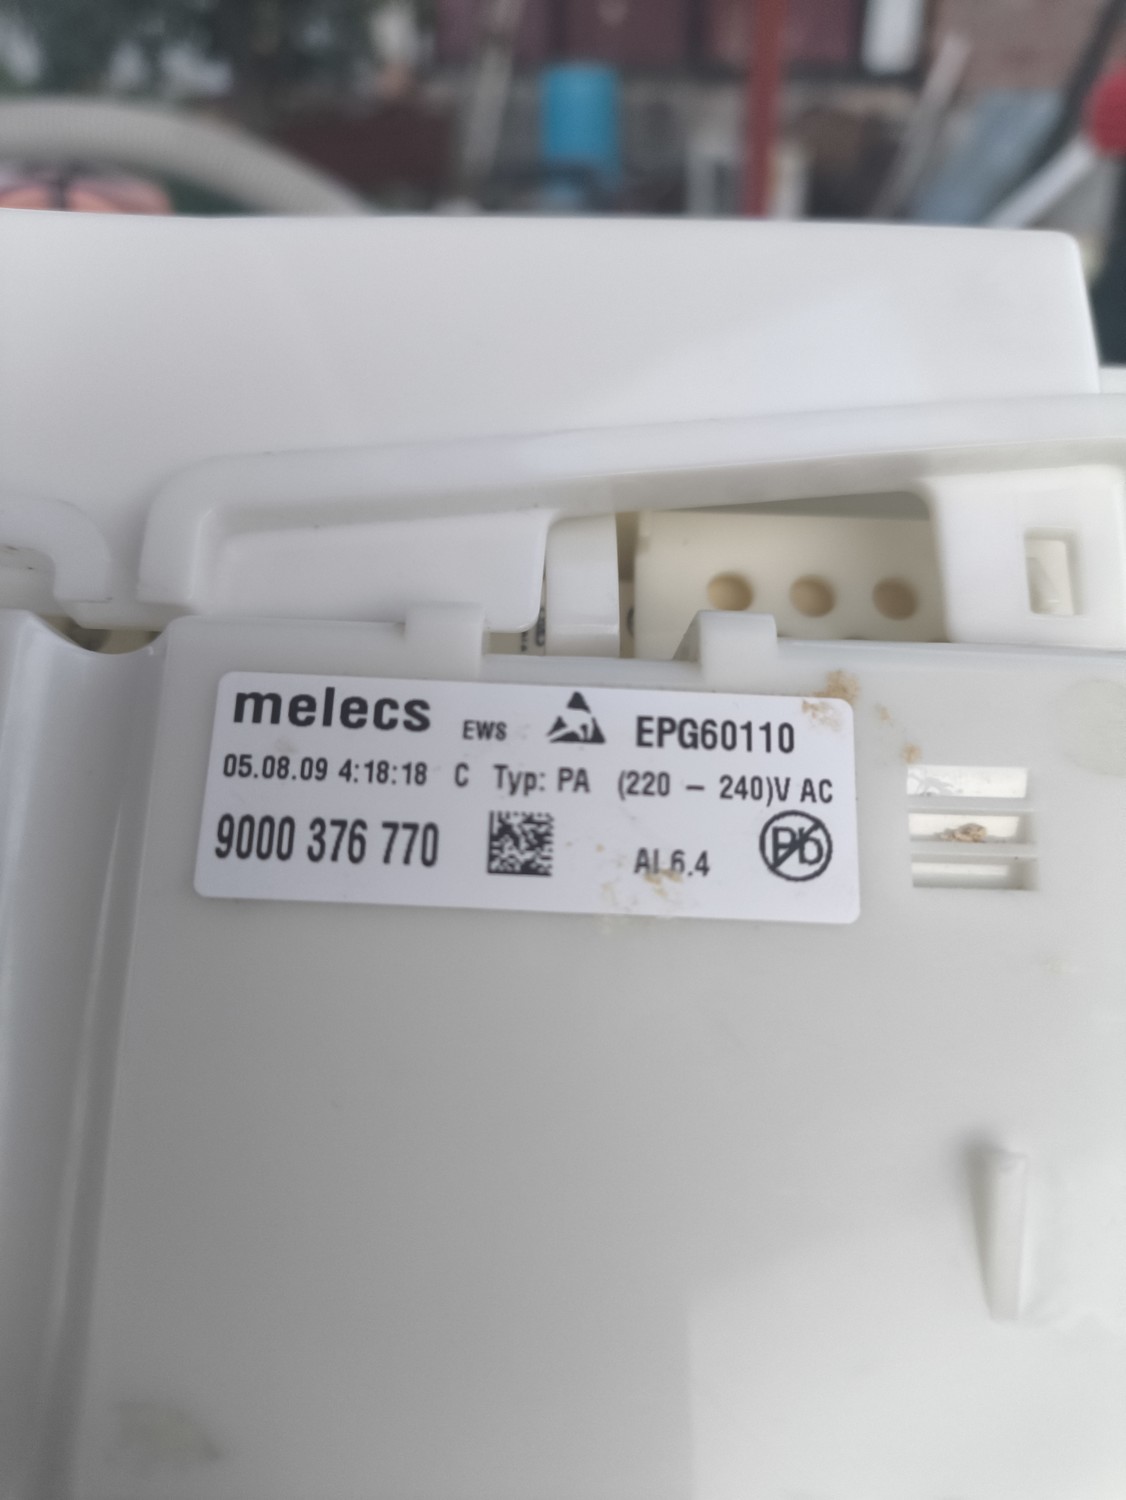 melecs EWS EPG60110
05.08.09 4:18:18 C Typ: PA (220 - 240)V AC
9000 376 770 AI 6.4 Pb